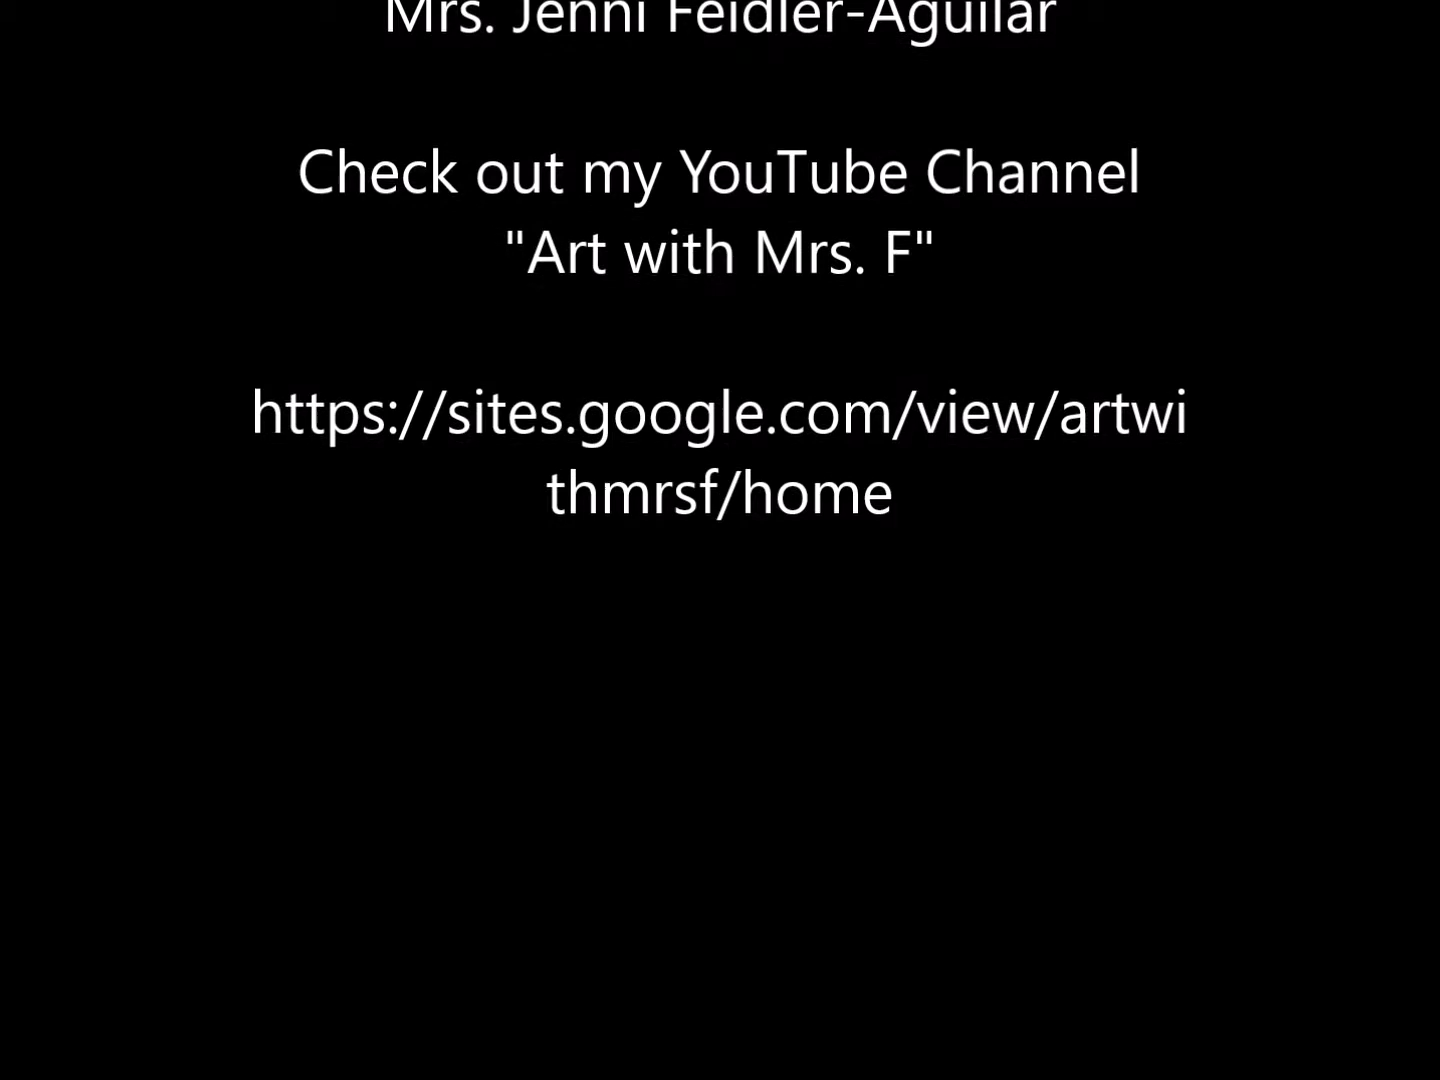 Mrs. Jenni Feidler-Aguilar
Check out my YouTube Channel
"Art with Mrs. F"
https://sites.google.com/view/artwi
thmrsf/home